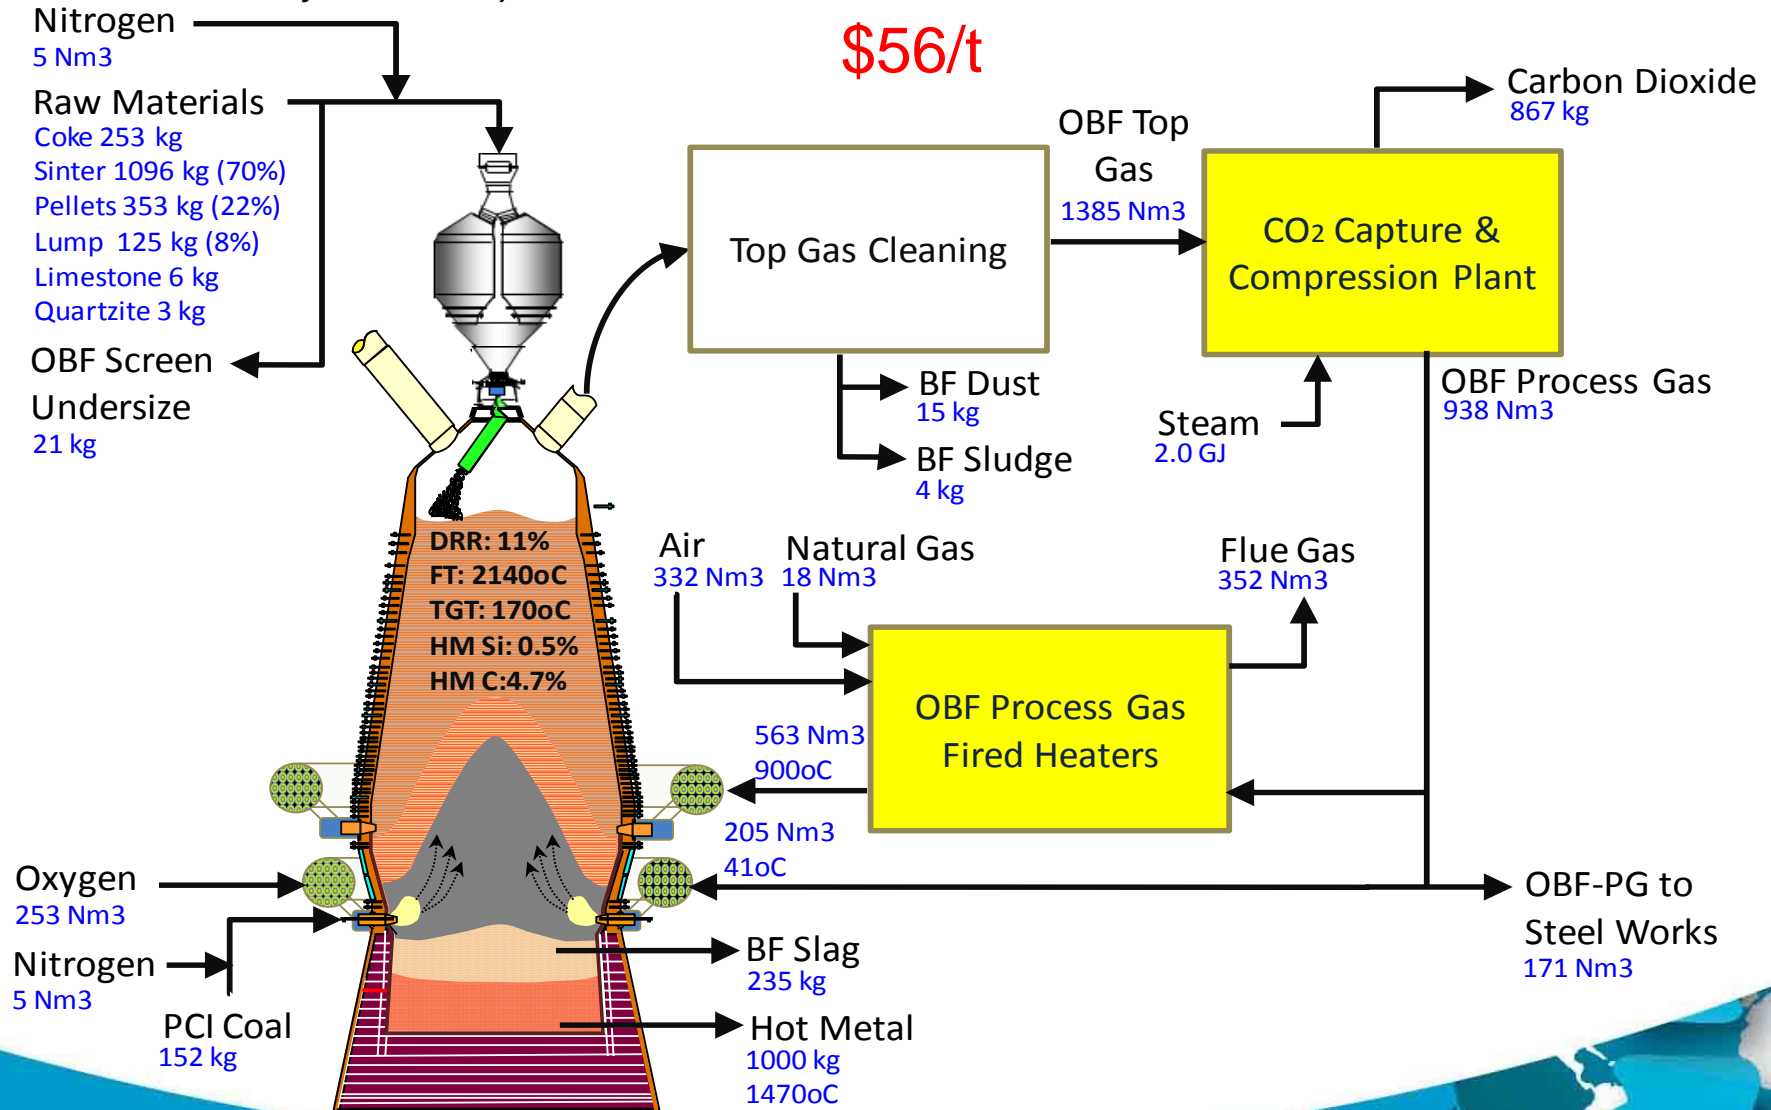 Nitrogen
5 Nm3
$56/t
Raw Materials
Coke 253 kg
Sinter 1096 kg (70%)
Pellets 353 kg (22%)
Lump 125 kg (8%)
Limestone 6 kg
Quartzite 3 kg
OBF Screen
Undersize
21 kg
Top Gas Cleaning
OBF Top
Gas
1385 Nm3
CO2 Capture &
Compression Plant
Carbon Dioxide
867 kg
BF Dust
15 kg
BF Sludge
4 kg
Steam
2.0 GJ
OBF Process Gas
938 Nm3
DRR: 11%
FT: 2140oC
TGT: 170oC
HM Si: 0.5%
HM C:4.7%
Air
332 Nm3
Natural Gas
18 Nm3
Flue Gas
352 Nm3
OBF Process Gas
Fired Heaters
563 Nm3
900oC
205 Nm3
41oC
Oxygen
253 Nm3
Nitrogen
5 Nm3
PCI Coal
152 kg
BF Slag
235 kg
Hot Metal
1000 kg
1470oC
OBF-PG to
Steel Works
171 Nm3